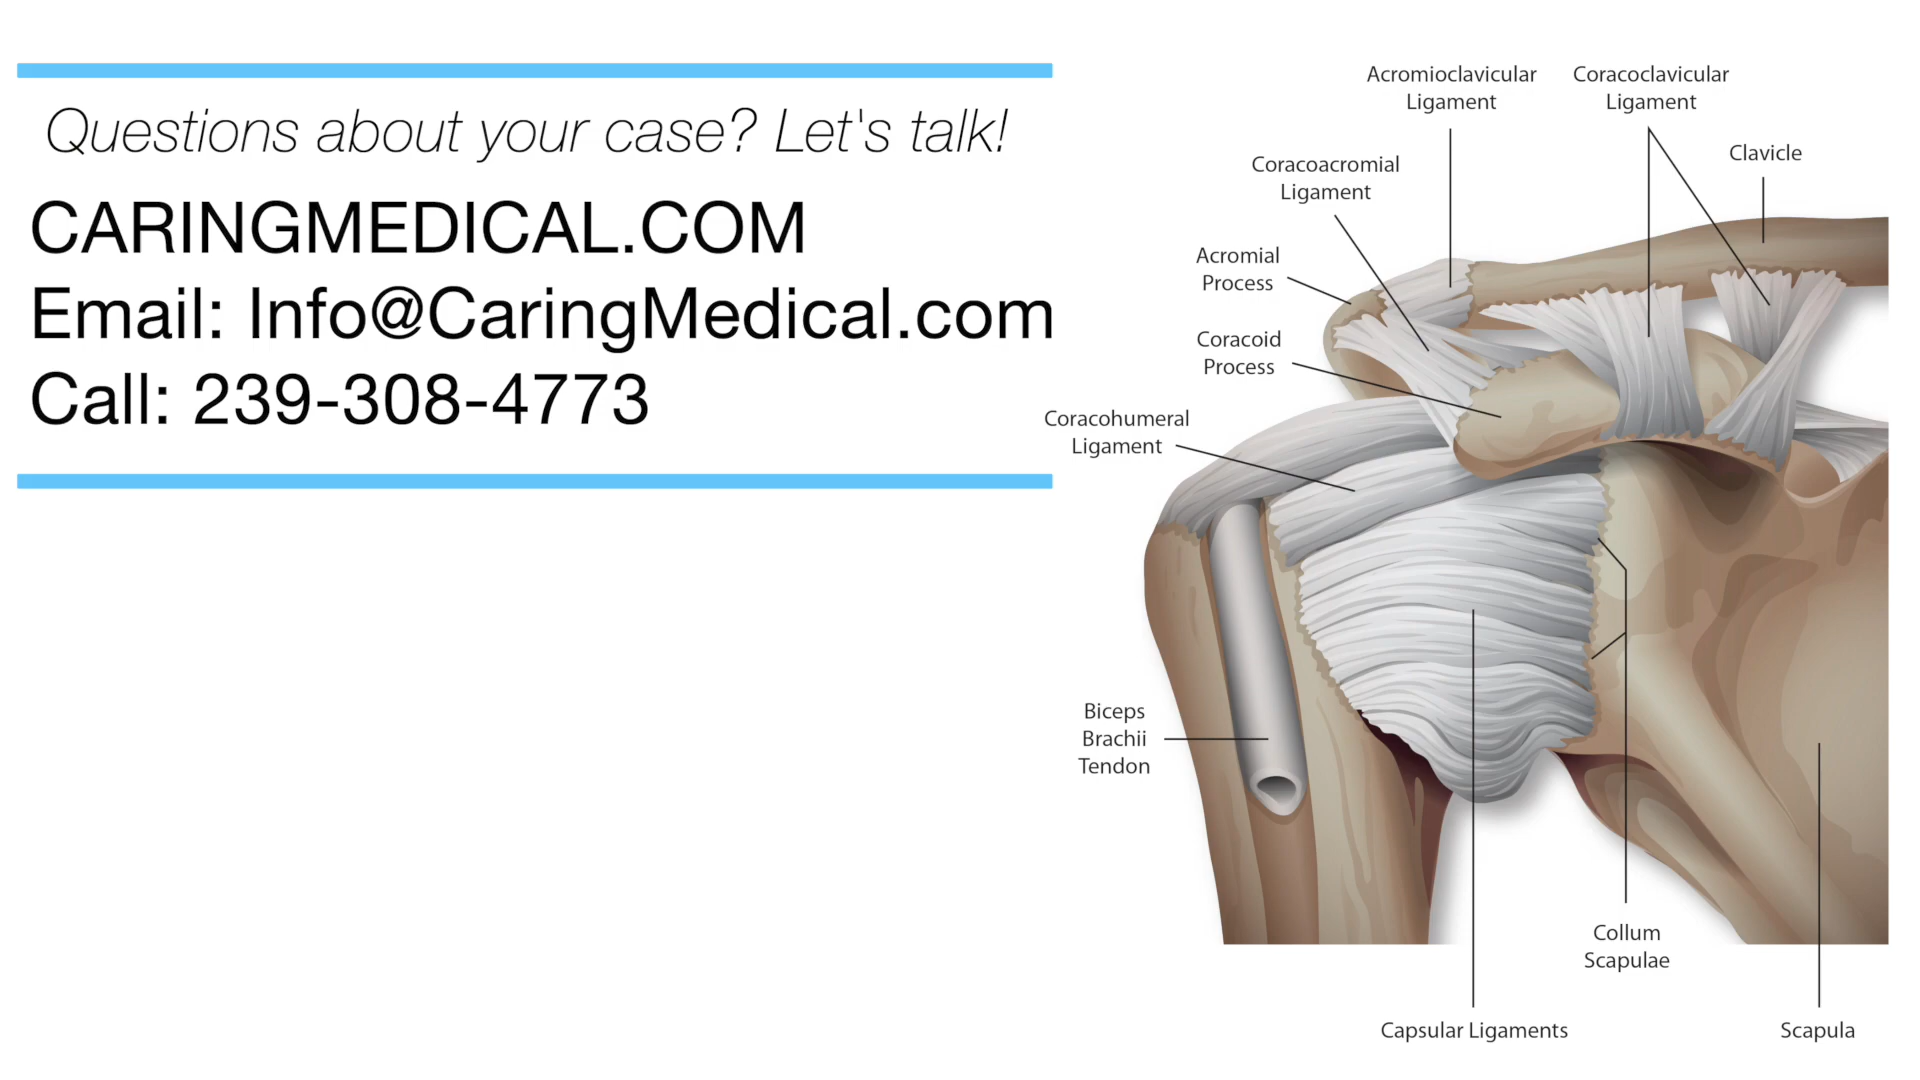 Questions about your case? Let's talk!
CARINGMEDICAL.COM
Email: Info@CaringMedical.com
Call: 239-308-4773
Acromioclavicular
Ligament
Coracoclavicular
Ligament
Clavicle
Coracoacromial
Ligament
Acromial
Process
Coracoid
Process
Coracohumeral
Ligament
Biceps
Brachii
Tendon
Collum
Scapulae
Capsular Ligaments
Scapula